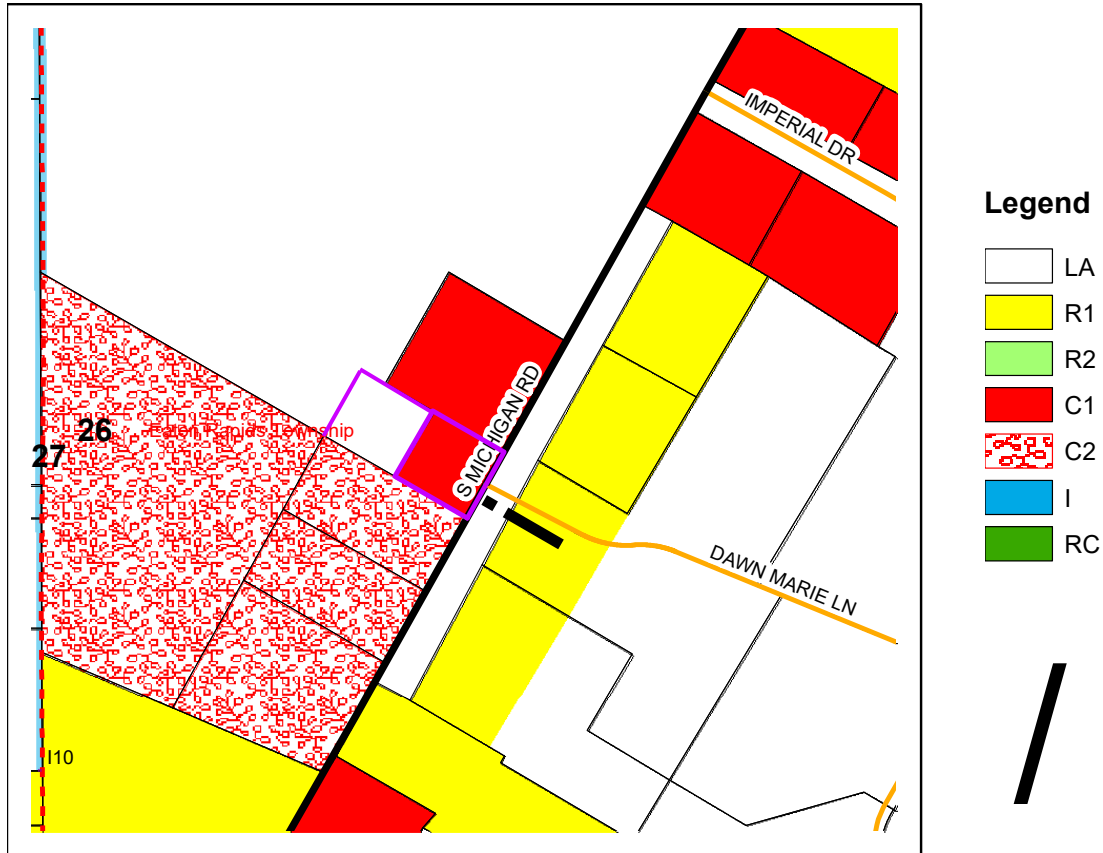 IMPERIAL DR
S MICHIGAN RD
26
Eaton Rapids Township
27
DAWN MARIE LN
I10
Legend
LA
R1
R2
C1
C2
I
RC